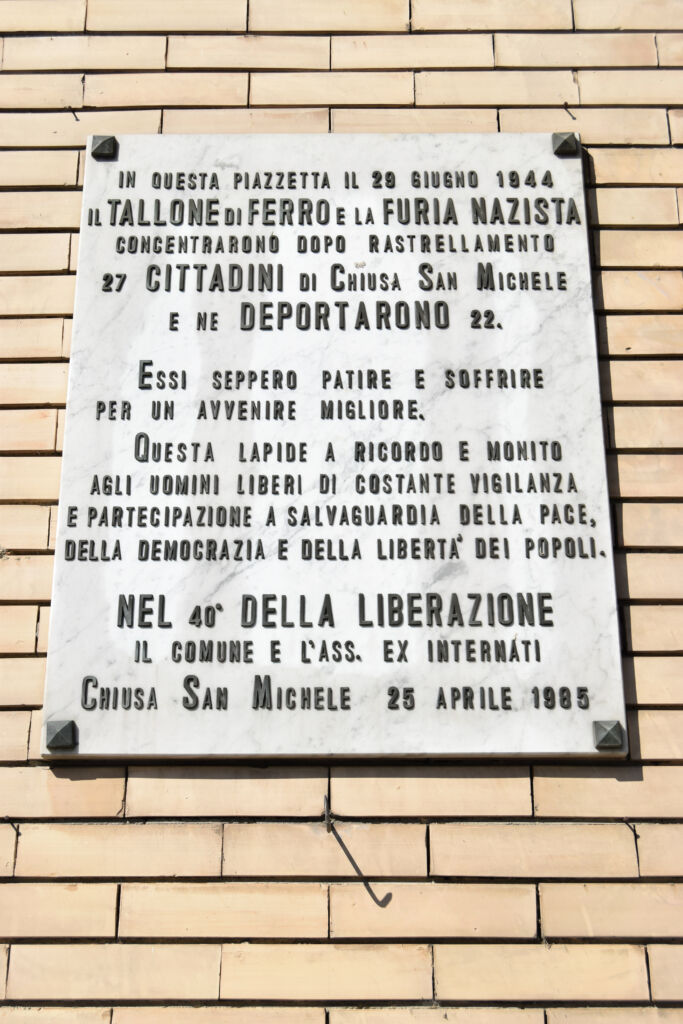 IN QUESTA PIAZZETTA IL 29 GIUGNO 1944
IL TALLONE DI FERRO E LA FURIA NAZISTA
CONCENTRARONO DOPO RASTRELLAMENTO
27 CITTADINI DI CHIUSA SAN MICHELE
E NE DEPORTARONO 22.
ESSI SEPPERO PATIRE E SOFFRIRE
PER UN AVVENIRE MIGLIORE.
QUESTA LAPIDE A RICORDO E MONITO
AGLI UOMINI LIBERI DI COSTANTE VIGILANZA
E PARTECIPAZIONE A SALVAGUARDIA DELLA PACE,
DELLA DEMOCRAZIA E DELLA LIBERTA' DEI POPOLI.
NEL 40° DELLA LIBERAZIONE
IL COMUNE E L'ASS. EX INTERNATI
CHIUSA SAN MICHELE 25 APRILE 1985